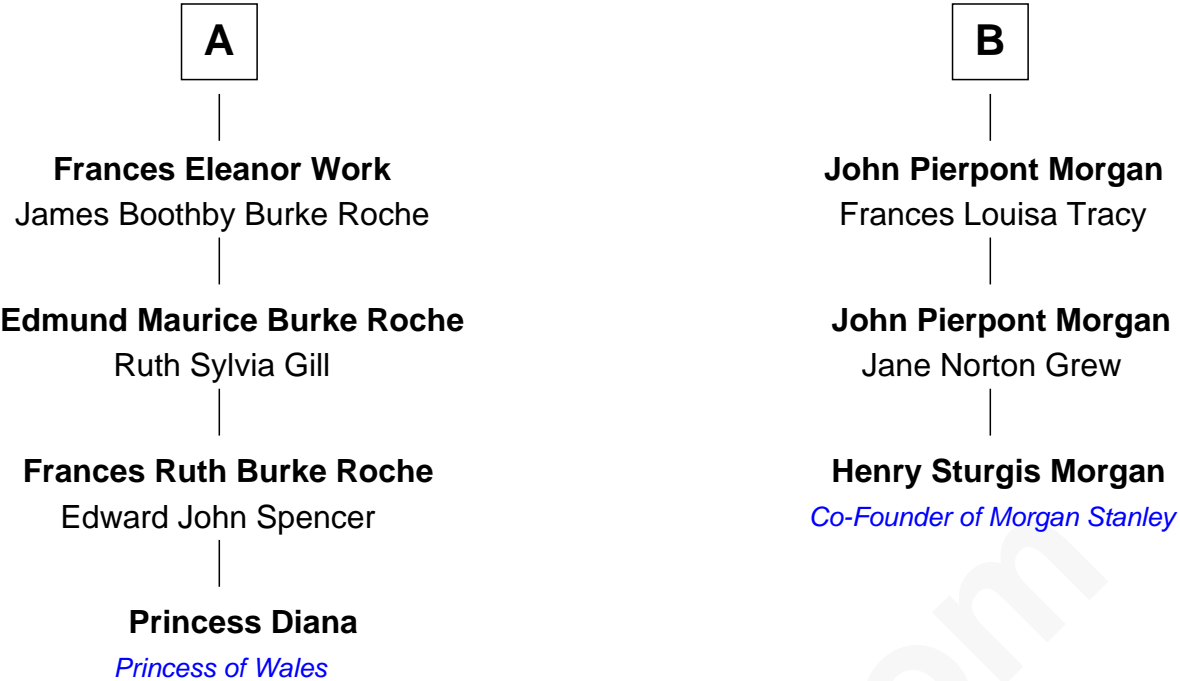 A
Frances Eleanor Work
James Boothby Burke Roche
Edmund Maurice Burke Roche
Ruth Sylvia Gill
Frances Ruth Burke Roche
Edward John Spencer
Princess Diana
Princess of Wales
B
John Pierpont Morgan
Frances Louisa Tracy
John Pierpont Morgan
Jane Norton Grew
Henry Sturgis Morgan
Co-Founder of Morgan Stanley
om